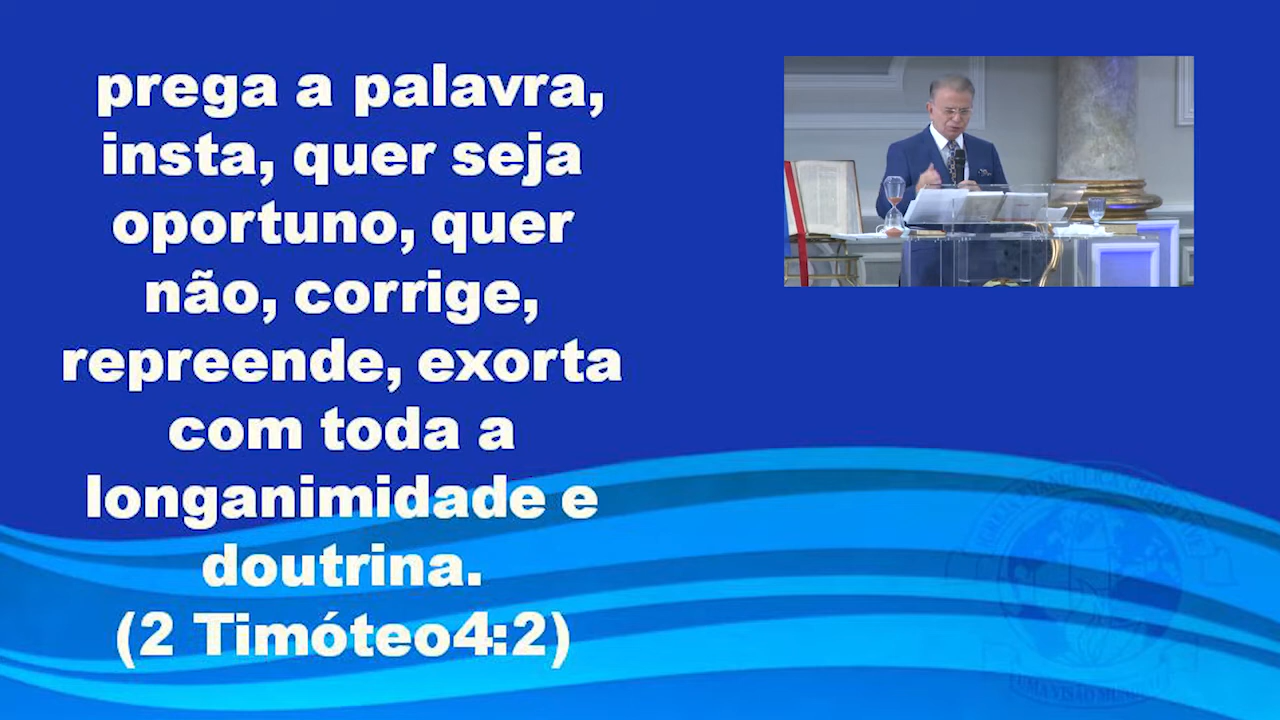 prega a palavra,
insta, quer seja
oportuno, quer
não, corrige,
repreende, exorta
com toda a
longanimidade e
doutrina.
(2 Timóteo4:2)